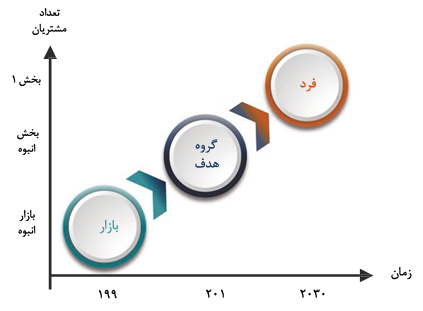 تعداد
مشتریان
بخش ۱
فرد
بخش
انبوه
گروه
هدف
بازار
انبوه
بازار
زمان
۱۹۹
۲۰۱
۲۰۳۰